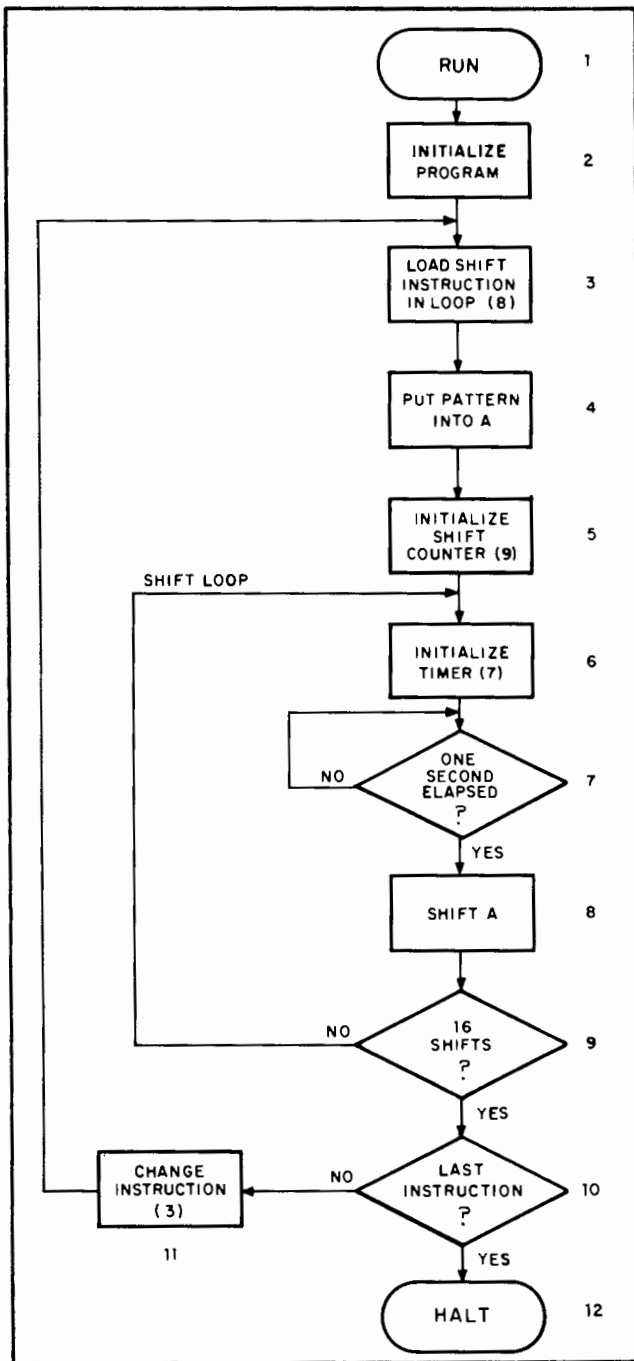 RUN
1
INITIALIZE
PROGRAM
2
LOAD SHIFT
INSTRUCTION
IN LOOP (8)
3
PUT PATTERN
INTO A
4
INITIALIZE
SHIFT
COUNTER (9)
5
SHIFT LOOP
INITIALIZE
TIMER (7)
6
ONE
SECOND
ELAPSED
?
NO
7
YES
SHIFT A
8
NO
16
SHIFTS
?
9
YES
CHANGE
INSTRUCTION
(3)
11
NO
LAST
INSTRUCTION
?
10
YES
HALT
12